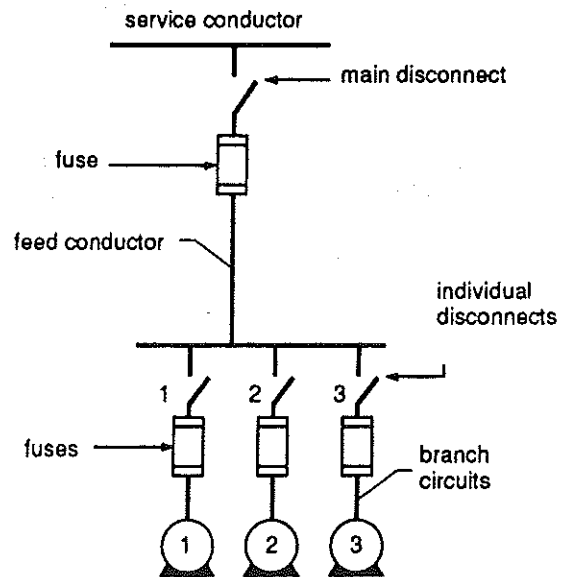 service conductor
main disconnect
fuse
feed conductor
individual
disconnects
1
2
3
fuses
branch
circuits
1
2
3